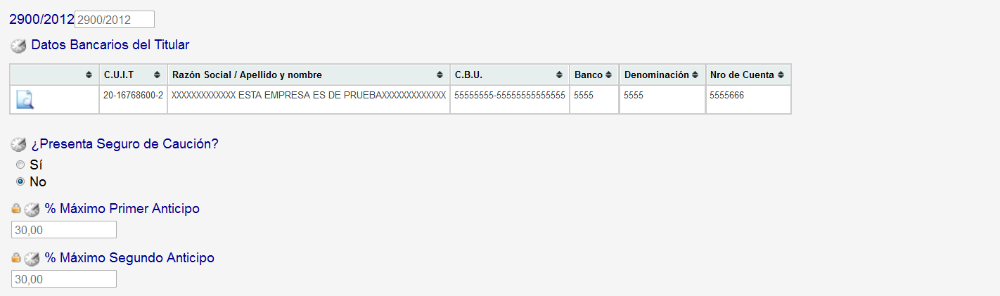 2900/2012 2900/2012
Datos Bancarios del Titular
C.U.I.T Razón Social / Apellido y nombre C.B.U. Banco Denominación Nro de Cuenta
20-16768600-2 XXXXXXXXXXXXX ESTA EMPRESA ES DE PRUEBAXXXXXXXXXXXXX 55555555-55555555555555 5555 5555 5555666
¿Presenta Seguro de Caución?
Sí
No
% Máximo Primer Anticipo
30,00
% Máximo Segundo Anticipo
30,00